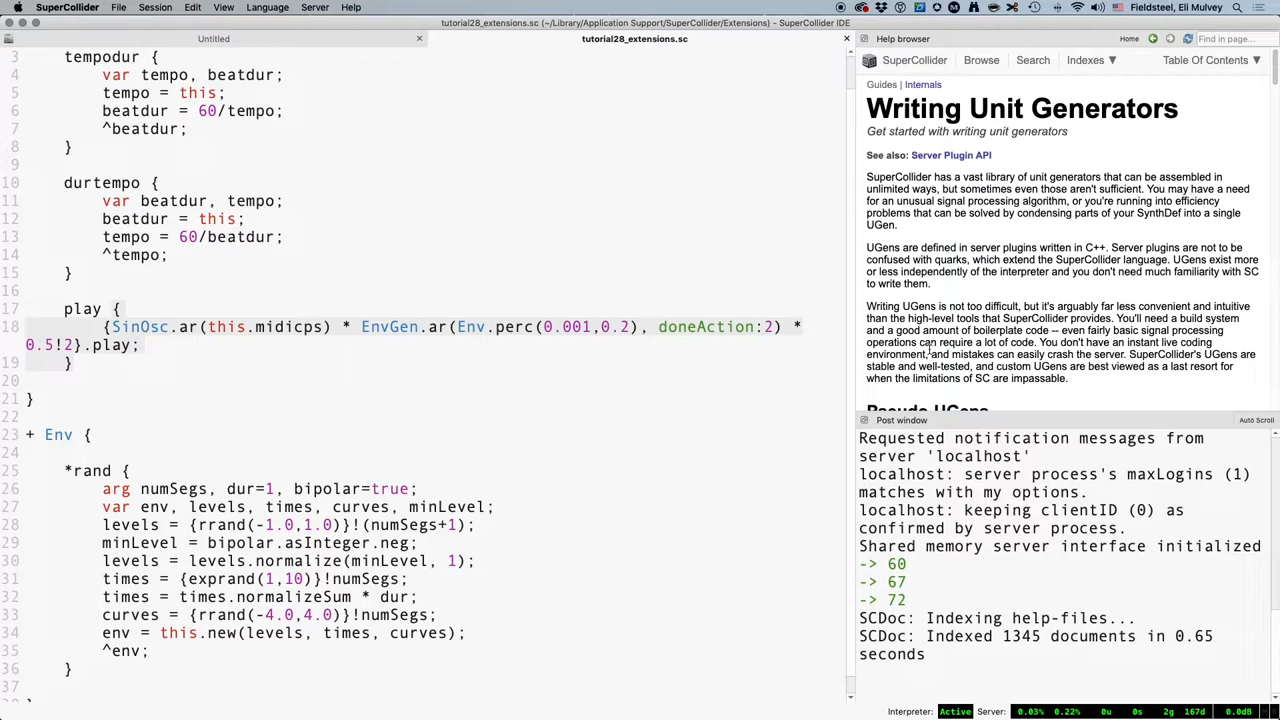 SuperCollider File Session Edit View Language Server Help Fieldsteel, Eli Mulvey
tutorial28_extensions.sc (~/Library/Application Support/SuperCollider/Extensions) - SuperCollider IDE
Untitled tutorial28_extensions.sc
3 tempodur {
4 var tempo, beatdur;
5 tempo = this;
6 beatdur = 60/tempo;
7 ^beatdur;
8 }
9
10 durtempo {
11 var beatdur, tempo;
12 beatdur = this;
13 tempo = 60/beatdur;
14 ^tempo;
15 }
16
17 play {
18 {SinOsc.ar(this.midicps) * EnvGen.ar(Env.perc(0.001,0.2), doneAction:2) *
0.5!2}.play;
19 }
20
21 }
22
23 + Env {
24
25 *rand {
26 arg numSegs, dur=1, bipolar=true;
27 var env, levels, times, curves, minLevel;
28 levels = {rrand(-1.0,1.0)}!(numSegs+1);
29 minLevel = bipolar.asInteger.neg;
30 levels = levels.normalize(minLevel, 1);
31 times = {exprand(1,10)}!numSegs;
32 times = times.normalizeSum * dur;
33 curves = {rrand(-4.0,4.0)}!numSegs;
34 env = this.new(levels, times, curves);
35 ^env;
36 }
37
Help browser Home Find in page...
SuperCollider Browse Search Indexes ▼ Table Of Contents ▼
Guides | Internals
Writing Unit Generators
Get started with writing unit generators
See also: Server Plugin API
SuperCollider has a vast library of unit generators that can be assembled in
unlimited ways, but sometimes even those aren't sufficient. You may have a need
for an unusual signal processing algorithm, or you're running into efficiency
problems that can be solved by condensing parts of your SynthDef into a single
UGen.
UGens are defined in server plugins written in C++. Server plugins are not to be
confused with quarks, which extend the SuperCollider language. UGens exist more
or less independently of the interpreter and you don't need much familiarity with SC
to write them.
Writing UGens is not too difficult, but it's arguably far less convenient and intuitive
than the high-level tools that SuperCollider provides. You'll need a build system
and a good amount of boilerplate code -- even fairly basic signal processing
operations can require a lot of code. You don't have an instant live coding
environment, and mistakes can easily crash the server. SuperCollider's UGens are
stable and well-tested, and custom UGens are best viewed as a last resort for
when the limitations of SC are impassable.
Pseudo UGens
Post window Auto Scroll
Requested notification messages from
server 'localhost'
localhost: server process's maxLogins (1)
matches with my options.
localhost: keeping clientID (0) as
confirmed by server process.
Shared memory server interface initialized
-> 60
-> 67
-> 72
SCDoc: Indexing help-files...
SCDoc: Indexed 1345 documents in 0.65
seconds
Interpreter: Active Server: 0.03% 0.22% 0u 0s 2g 167d 0.0dB